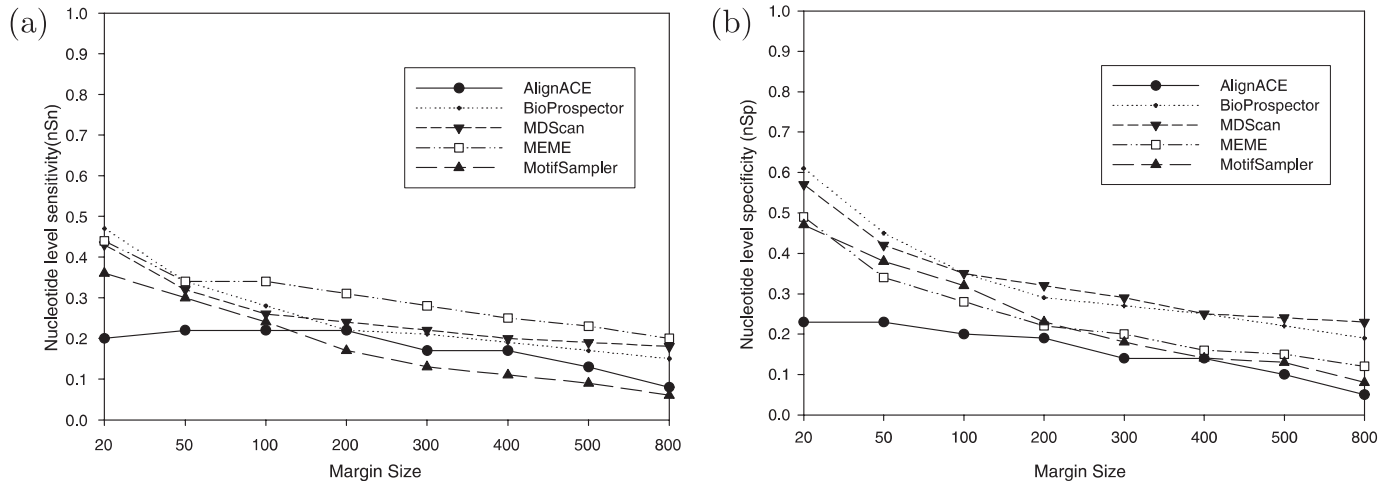 (a)
Nucleotide level sensitivity(nSn)
1.0
0.9
0.8
0.7
0.6
0.5
0.4
0.3
0.2
0.1
0.0
AlignACE
BioProspector
MDScan
MEME
MotifSampler
20 50 100 200 300 400 500 800
Margin Size
(b)
Nucleotide level specificity (nSp)
1.0
0.9
0.8
0.7
0.6
0.5
0.4
0.3
0.2
0.1
0.0
AlignACE
BioProspector
MDScan
MEME
MotifSampler
20 50 100 200 300 400 500 800
Margin Size